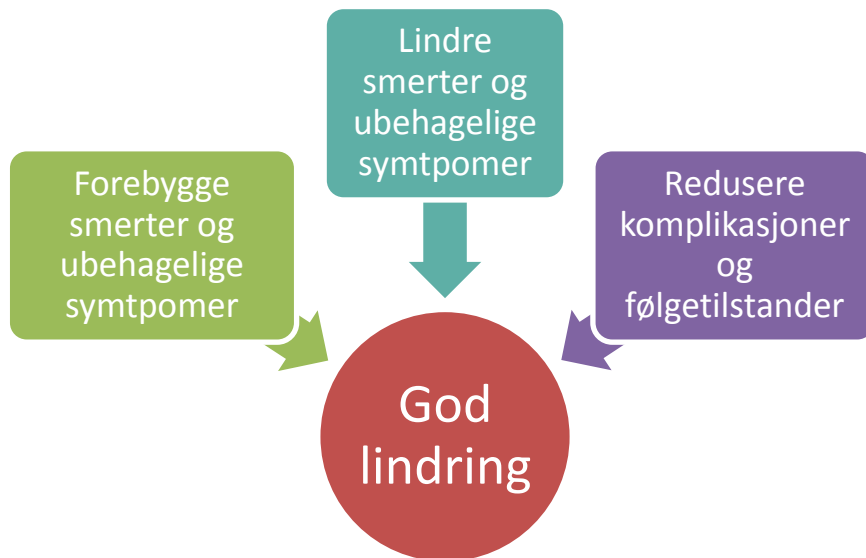 Lindre
smerter og
ubehagelige
symtpomer
Forebygge
smerter og
ubehagelige
symtpomer
Redusere
komplikasjoner
og
følgetilstander
God
lindring